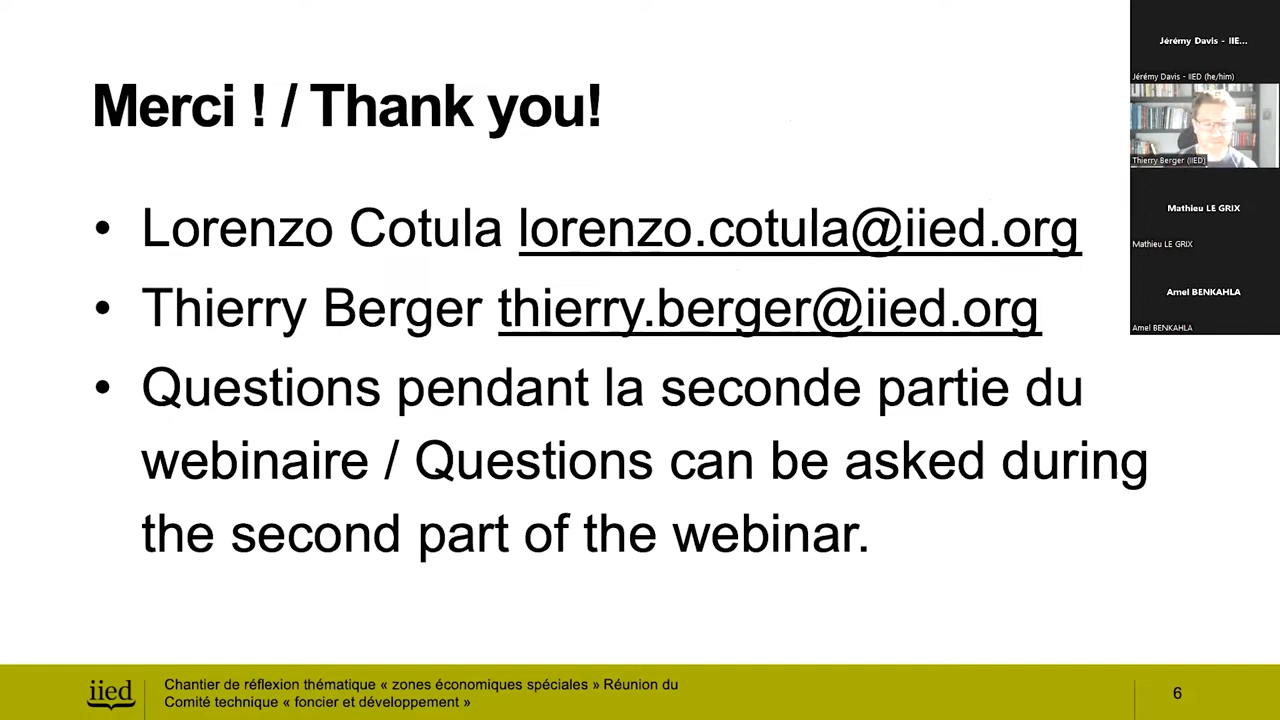 Merci ! / Thank you!
• Lorenzo Cotula lorenzo.cotula@iied.org
• Thierry Berger thierry.berger@iied.org
• Questions pendant la seconde partie du
webinaire / Questions can be asked during
the second part of the webinar.
iied
Chantier de réflexion thématique « zones économiques spéciales » Réunion du
Comité technique « foncier et développement »
6
Jérémy Davis - IIE...
Jérémy Davis - IIED (he/him)
Thierry Berger (IIED)
Mathieu LE GRIX
Mathieu LE GRIX
Amel BENKAHLA
Amel BENKAHLA